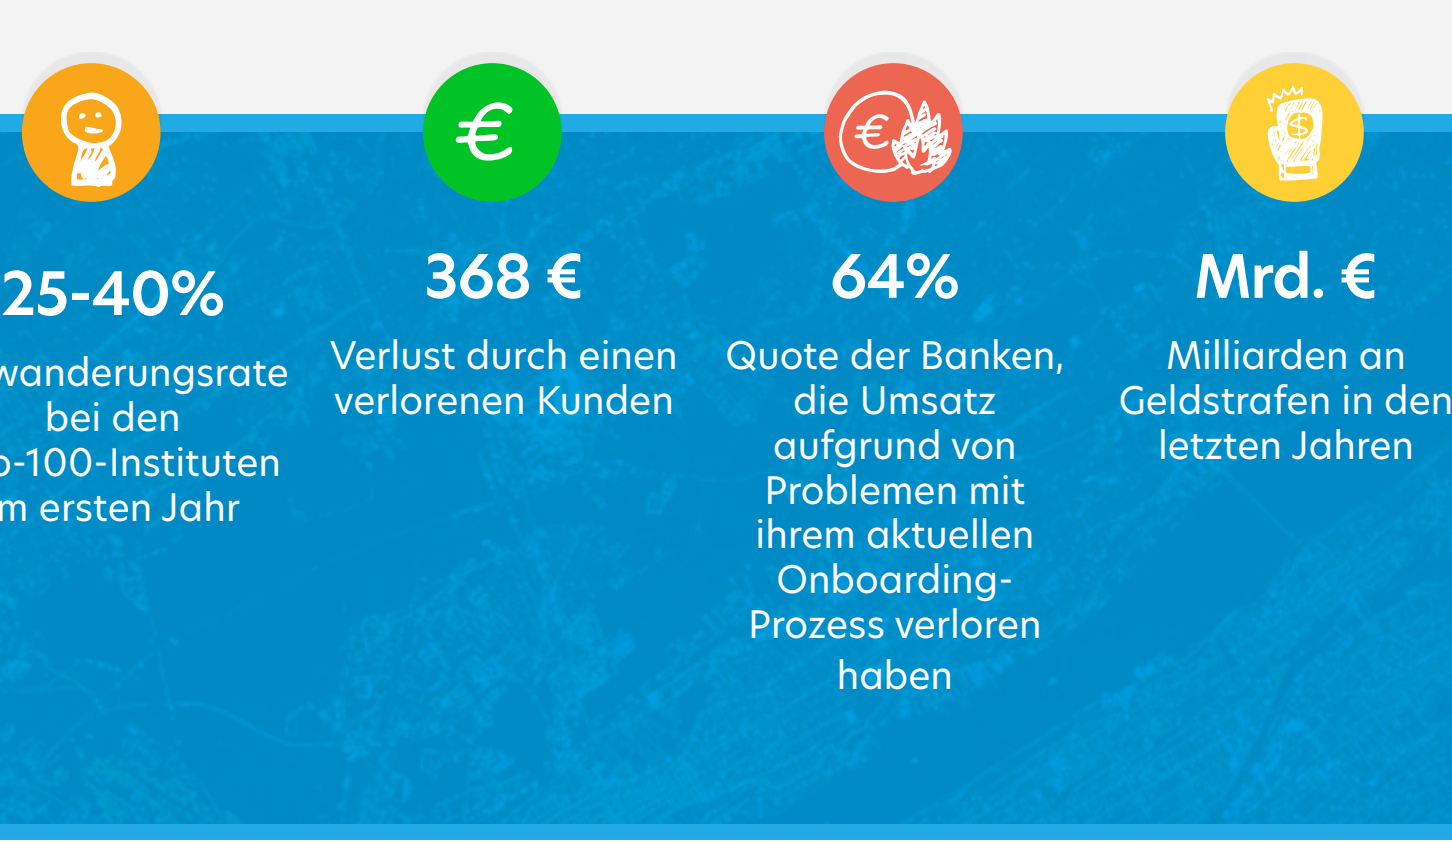 25-40%
wanderungsrate
bei den
-100-Instituten
m ersten Jahr
€
368 €
Verlust durch einen
verlorenen Kunden
€
64%
Quote der Banken,
die Umsatz
aufgrund von
Problemen mit
ihrem aktuellen
Onboarding-
Prozess verloren
haben
$
Mrd. €
Milliarden an
Geldstrafen in den
letzten Jahren